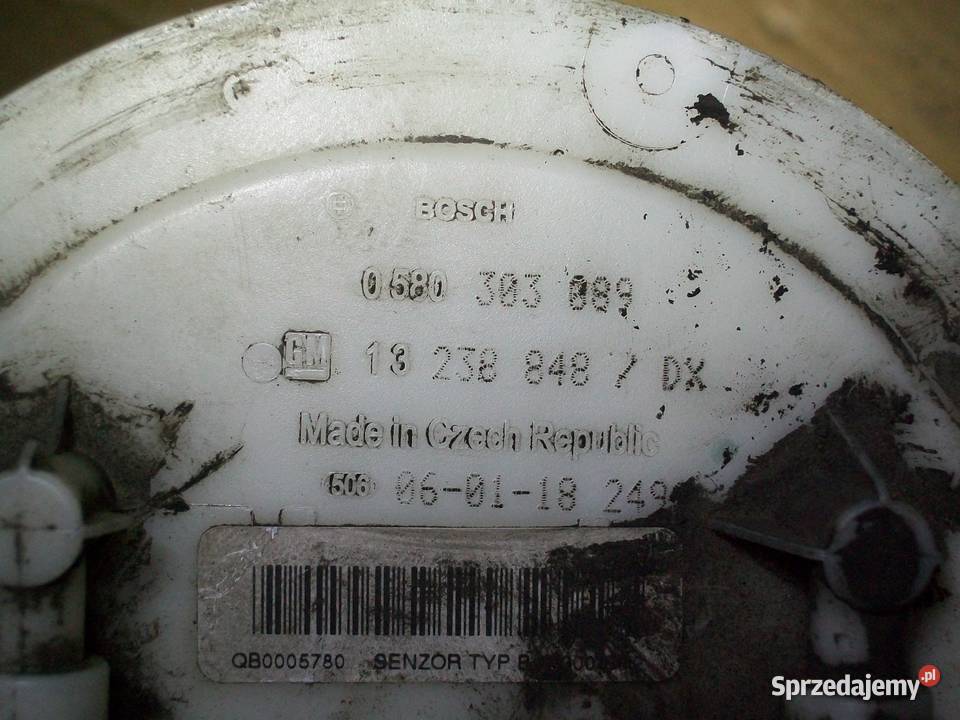 BOSCH
0 580 303 089
GM 13 238 848 7 DX
Made in Czech Republic
506 06-01-18 249
QB0005780 SENZOR TYP
Sprzedajemy.pl